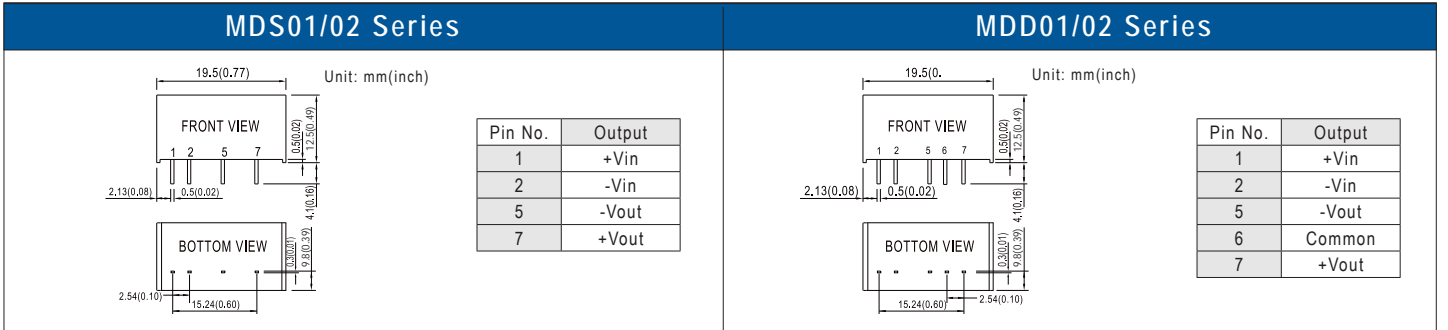 MDS01/02 Series
19.5(0.77)
Unit: mm(inch)
FRONT VIEW
1 2 5 7
0.5(0.02)
12.5(0.49)
2.13(0.08)
0.5(0.02)
4.1(0.16)
BOTTOM VIEW
0.3(0.01)
9.8(0.39)
2.54(0.10)
15.24(0.60)
Pin No. Output
1 +Vin
2 -Vin
5 -Vout
7 +Vout
MDD01/02 Series
19.5(0.
Unit: mm(inch)
FRONT VIEW
1 2 5 6 7
0.5(0.02)
12.5(0.49)
2.13(0.08)
0.5(0.02)
4.1(0.16)
BOTTOM VIEW
0.3(0.01)
9.8(0.39)
15.24(0.60)
2.54(0.10)
Pin No. Output
1 +Vin
2 -Vin
5 -Vout
6 Common
7 +Vout